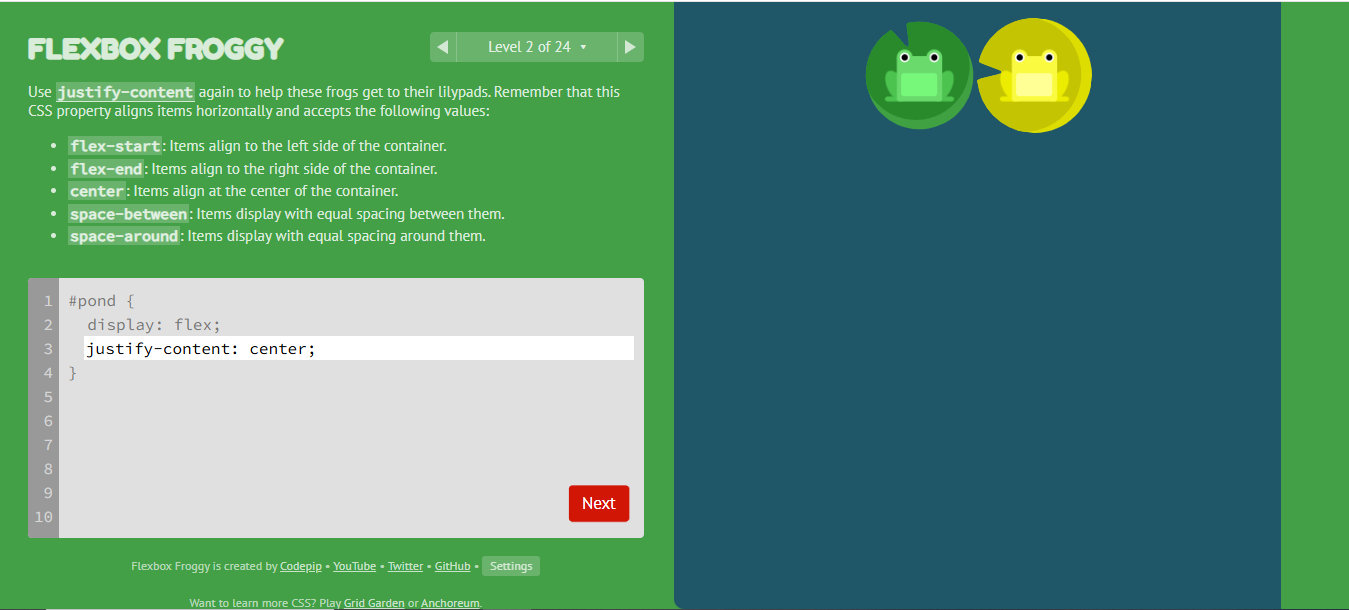 FLEXBOX FROGGY
Level 2 of 24
Use justify-content again to help these frogs get to their lilypads. Remember that this
CSS property aligns items horizontally and accepts the following values:
• flex-start: Items align to the left side of the container.
• flex-end: Items align to the right side of the container.
• center: Items align at the center of the container.
• space-between: Items display with equal spacing between them.
• space-around: Items display with equal spacing around them.
1 #pond {
2 display: flex;
3 justify-content: center;
4 }
5
6
7
8
9
10
Next
Flexbox Froggy is created by Codepip • YouTube • Twitter • GitHub • Settings
Want to learn more CSS? Play Grid Garden or Anchoreum.